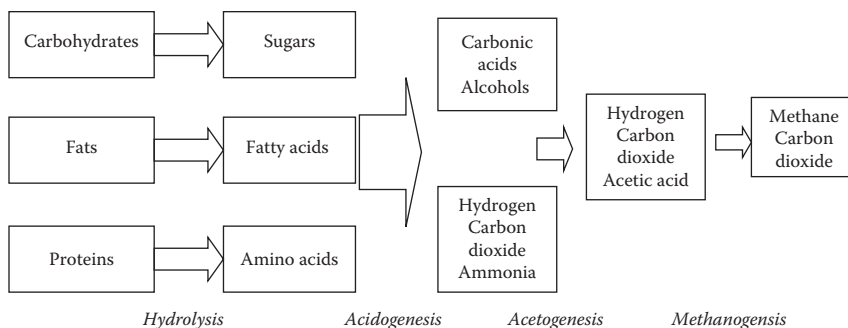 Carbohydrates
Sugars
Fats
Fatty acids
Proteins
Amino acids
Carbonic
acids
Alcohols
Hydrogen
Carbon
dioxide
Ammonia
Hydrogen
Carbon
dioxide
Acetic acid
Methane
Carbon
dioxide
Hydrolysis
Acidogenesis
Acetogenesis
Methanogensis